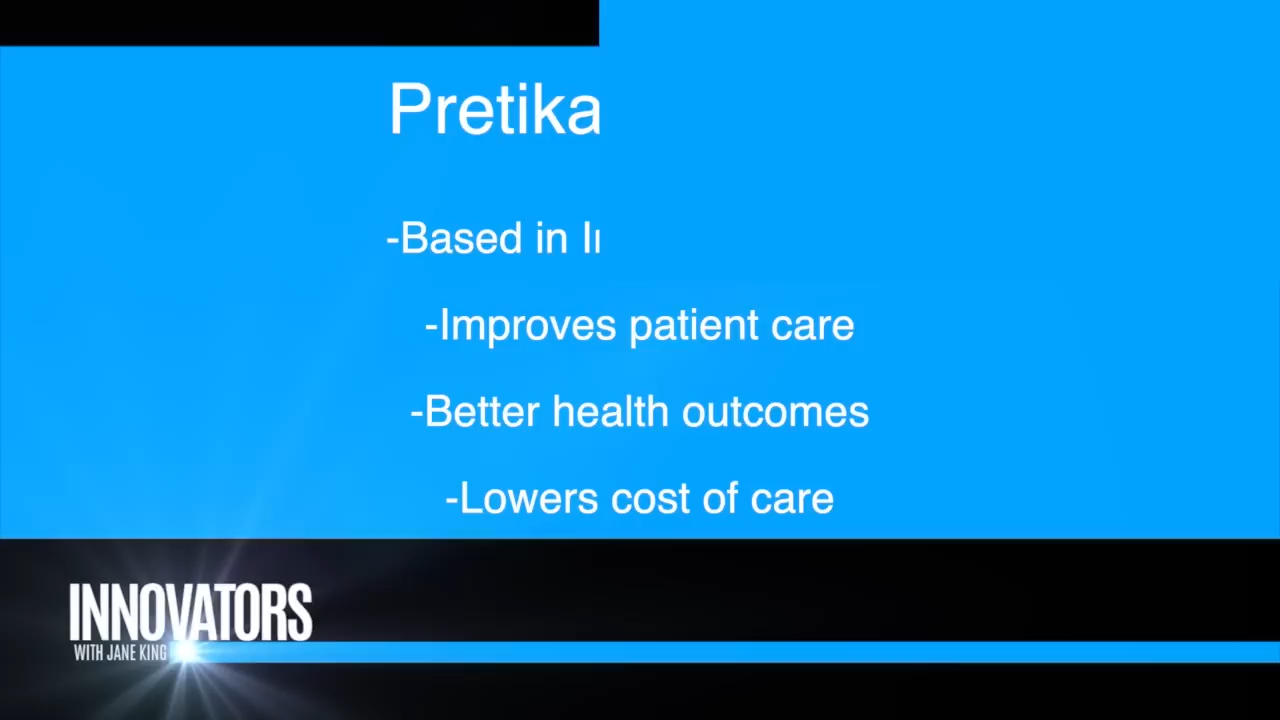 Pretika
-Based in
-Improves patient care
-Better health outcomes
-Lowers cost of care
INNOVATORS
WITH JANE KING